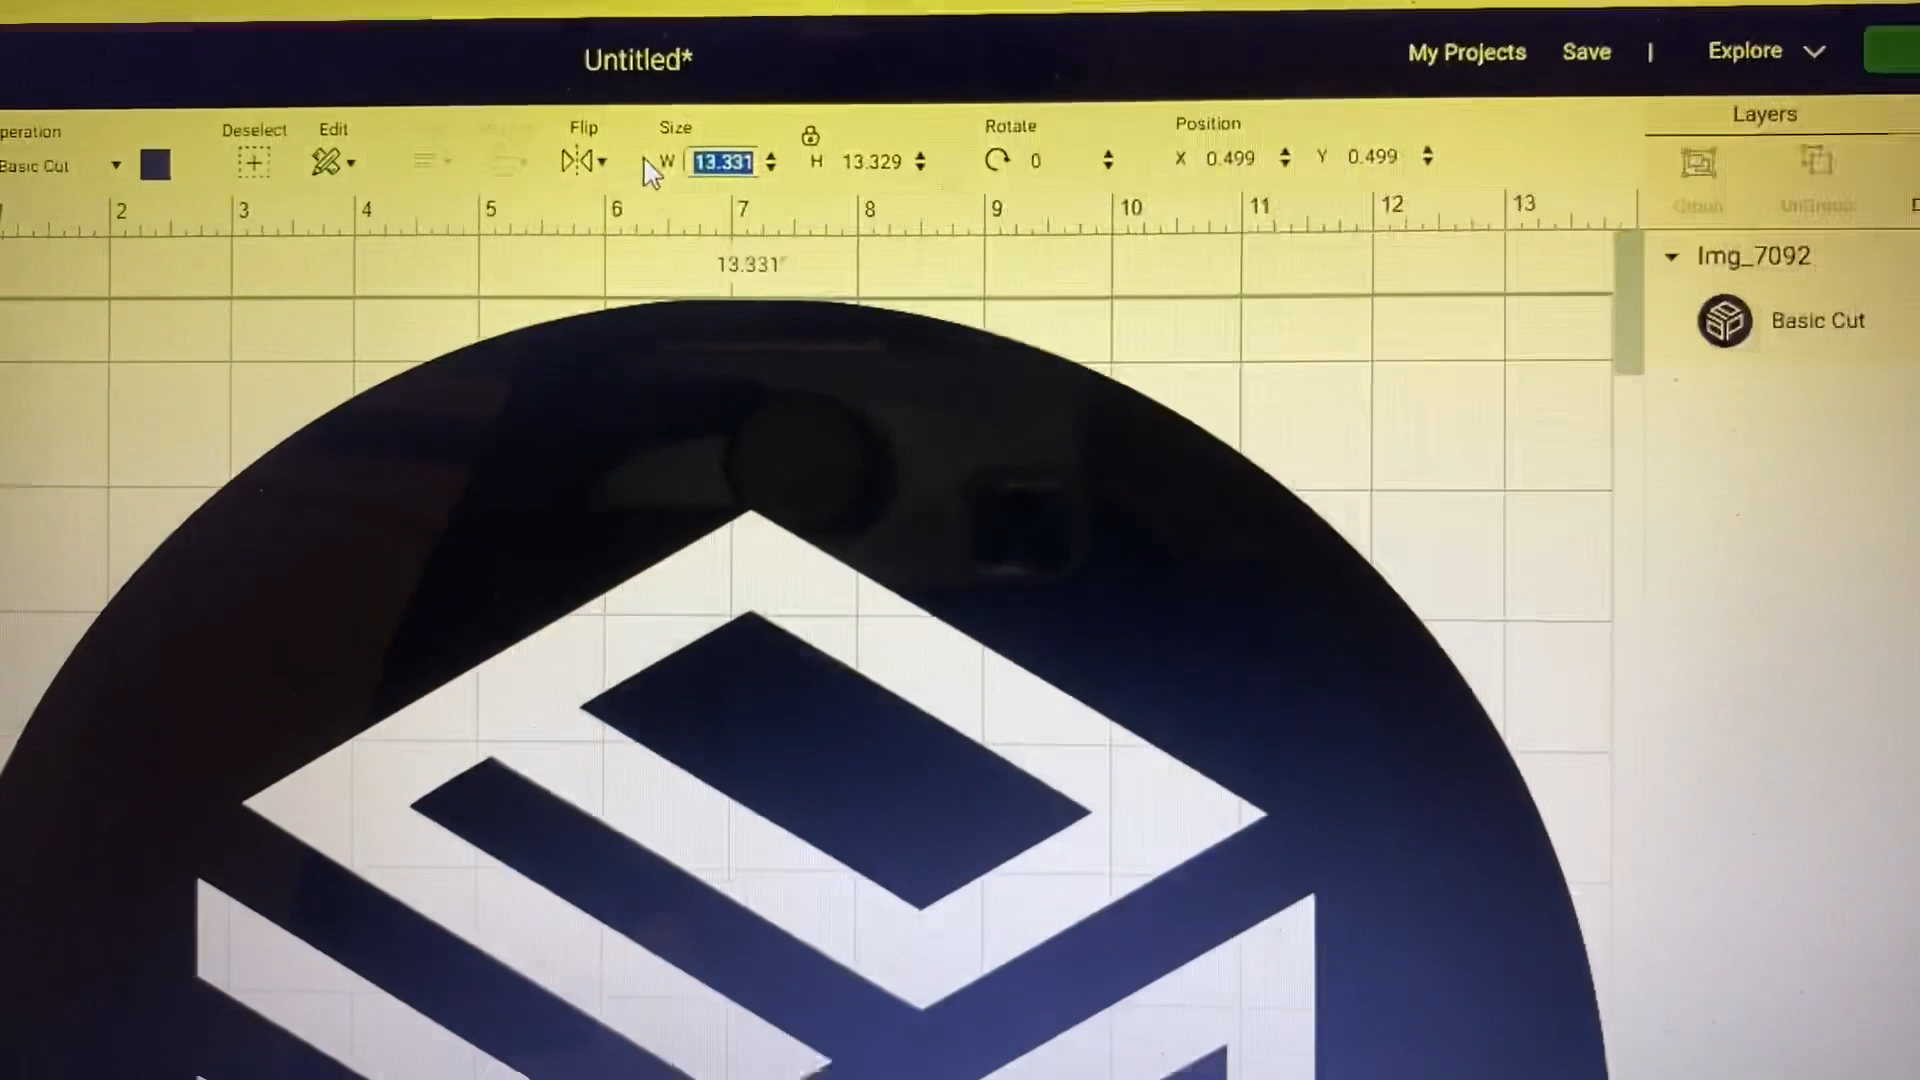 Untitled*
My Projects Save | Explore
peration Deselect Edit Flip Size Rotate Position Layers
Basic Cut W 13.331 H 13.329 0 X 0.499 Y 0.499
Group UnGroup
2 3 4 5 6 7 8 9 10 11 12 13
13.331"
Img_7092
Basic Cut